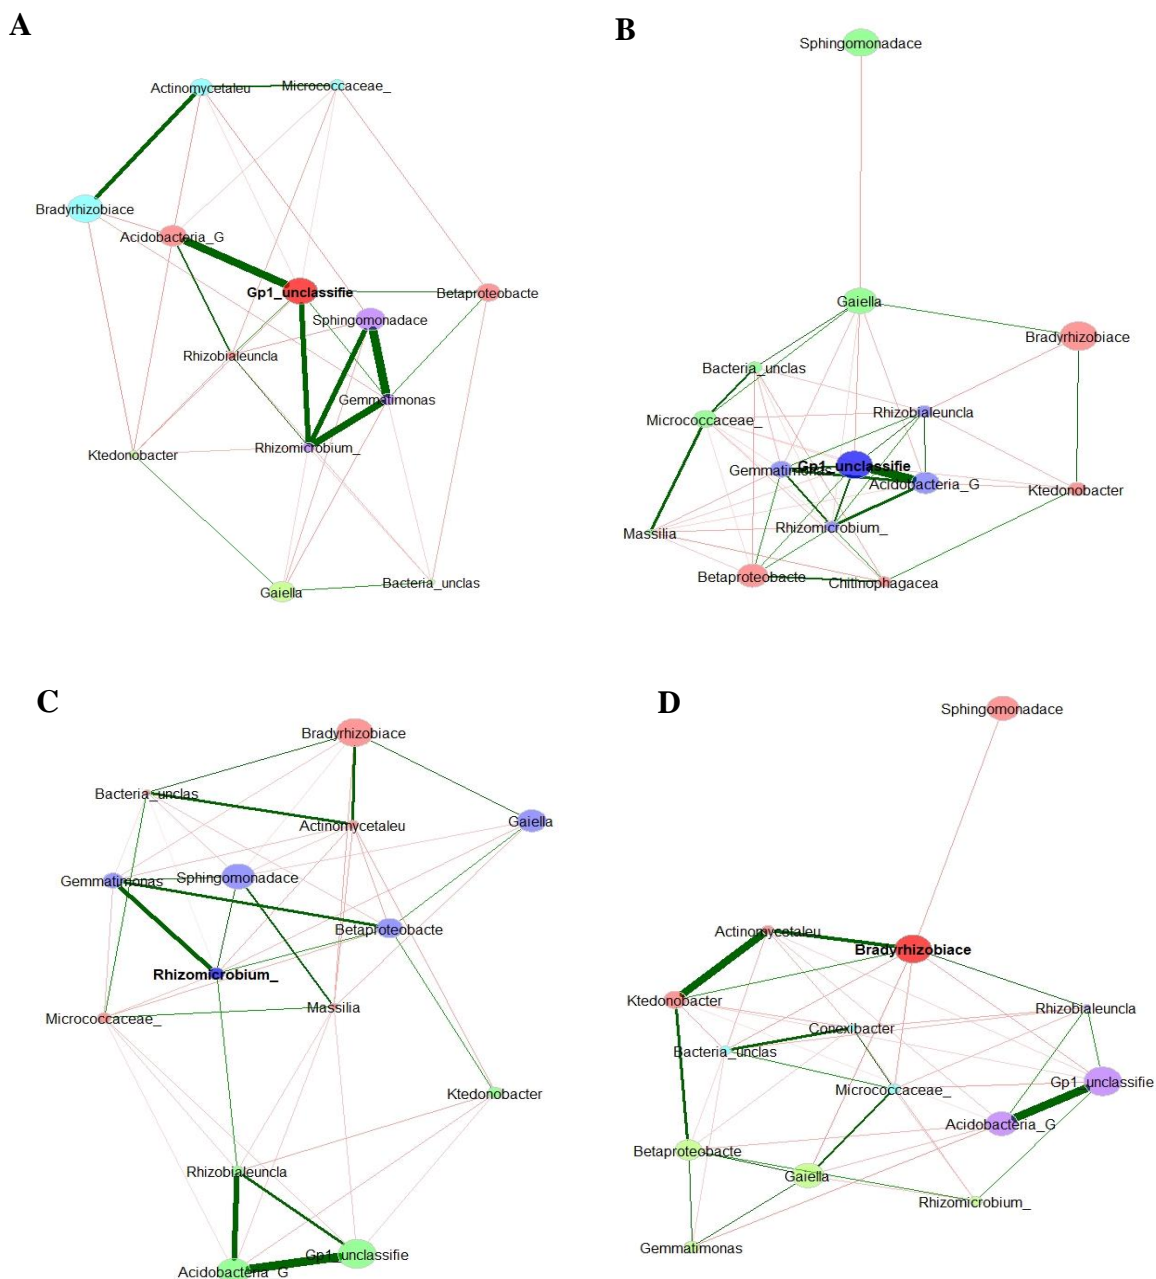 A
Actinomycetaleu
Micrococcaceae_
Bradyrhizobiace
Acidobacteria_G
Gp1_unclassifie
Betaproteobacte
Sphingomonadace
Rhizobialeuncla
Gemmatimonas
Rhizomicrobium_
Ktedonobacter
Gaiella
Bacteria_unclas
B
Sphingomonadace
Gaiella
Bradyrhizobiace
Bacteria_unclas
Micrococcaceae_
Rhizobialeuncla
Gemmatimonas
Gp1_unclassifie
Acidobacteria_G
Ktedonobacter
Rhizomicrobium_
Massilia
Betaproteobacte
Chitinophagacea
C
Bradyrhizobiace
Bacteria_unclas
Actinomycetaleu
Gaiella
Gemmatimonas
Sphingomonadace
Betaproteobacte
Rhizomicrobium_
Micrococcaceae_
Massilia
Ktedonobacter
Rhizobialeuncla
Gp1_unclassifie
Acidobacteria_G
D
Sphingomonadace
Actinomycetaleu
Bradyrhizobiace
Ktedonobacter
Rhizobialeuncla
Conexibacter
Bacteria_unclas
Gp1_unclassifie
Micrococcaceae_
Acidobacteria_G
Betaproteobacte
Gaiella
Rhizomicrobium_
Gemmatimonas